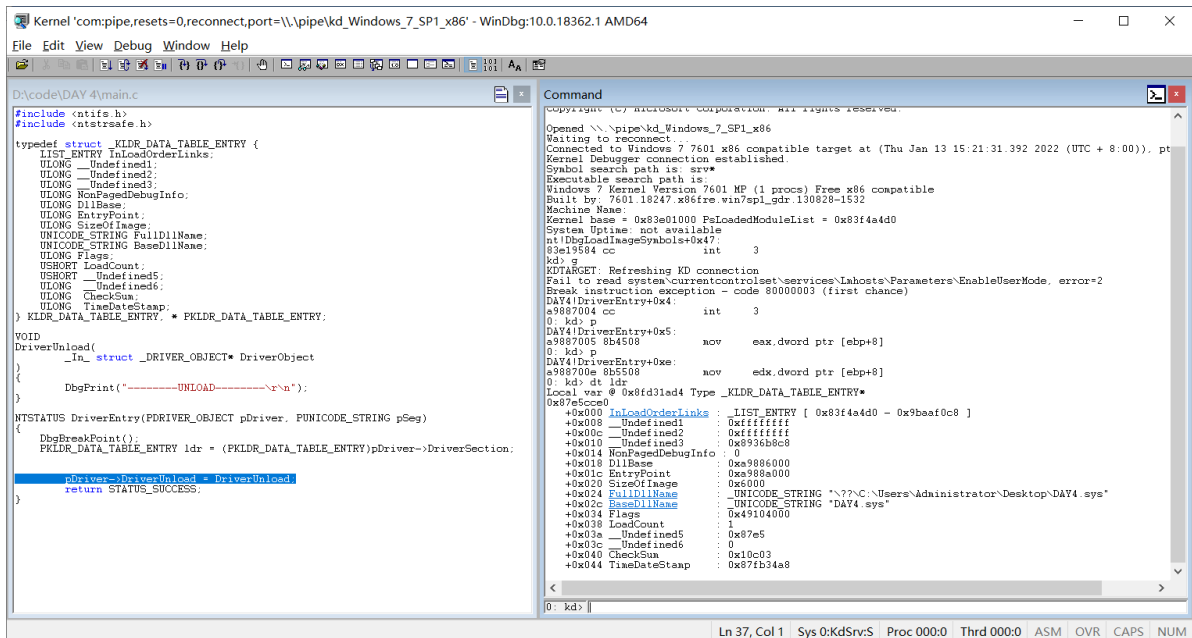 Kernel 'com:pipe,resets=0,reconnect,port=\\.\pipe\kd_Windows_7_SP1_x86' - WinDbg:10.0.18362.1 AMD64
File Edit View Debug Window Help
D:\code\DAY 4\main.c
#include <ntifs.h>
#include <ntstrsafe.h>
typedef struct _KLDR_DATA_TABLE_ENTRY {
LIST_ENTRY InLoadOrderLinks;
ULONG __Undefined1;
ULONG __Undefined2;
ULONG __Undefined3;
ULONG NonPagedDebugInfo;
ULONG DllBase;
ULONG EntryPoint;
ULONG SizeOfImage;
UNICODE_STRING FullDllName;
UNICODE_STRING BaseDllName;
ULONG Flags;
USHORT LoadCount;
USHORT __Undefined5;
ULONG __Undefined6;
ULONG CheckSum;
ULONG TimeDateStamp;
} KLDR_DATA_TABLE_ENTRY, * PKLDR_DATA_TABLE_ENTRY;
VOID
DriverUnload(
_In_ struct _DRIVER_OBJECT* DriverObject
)
{
DbgPrint("--------UNLOAD--------\r\n");
}
NTSTATUS DriverEntry(PDRIVER_OBJECT pDriver, PUNICODE_STRING pSeg)
{
DbgBreakPoint();
PKLDR_DATA_TABLE_ENTRY ldr = (PKLDR_DATA_TABLE_ENTRY)pDriver->DriverSection;
pDriver->DriverUnload = DriverUnload;
return STATUS_SUCCESS;
}
Command
Copyright (c) Microsoft Corporation. All rights reserved.
Opened \\.\pipe\kd_Windows_7_SP1_x86
Waiting to reconnect...
Connected to Windows 7 7601 x86 compatible target at (Thu Jan 13 15:21:31.392 2022 (UTC + 8:00)), pt
Kernel Debugger connection established.
Symbol search path is: srv*
Executable search path is:
Windows 7 Kernel Version 7601 MP (1 procs) Free x86 compatible
Built by: 7601.18247.x86fre.win7sp1_gdr.130828-1532
Machine Name:
Kernel base = 0x83e01000 PsLoadedModuleList = 0x83f4a4d0
System Uptime: not available
nt!DbgLoadImageSymbols+0x47:
83e19584 cc int 3
kd> g
KDTARGET: Refreshing KD connection
Fail to read system\currentcontrolset\services\Lmhosts\Parameters\EnableUserMode, error=2
Break instruction exception - code 80000003 (first chance)
DAY4!DriverEntry+0x4:
a9887004 cc int 3
0: kd> p
DAY4!DriverEntry+0x5:
a9887005 8b4508 mov eax,dword ptr [ebp+8]
0: kd> p
DAY4!DriverEntry+0xe:
a988700e 8b5508 mov edx,dword ptr [ebp+8]
0: kd> dt ldr
Local var @ 0x8fd31ad4 Type _KLDR_DATA_TABLE_ENTRY*
0x87e5cce0
+0x000 InLoadOrderLinks : _LIST_ENTRY [ 0x83f4a4d0 - 0x9baaf0c8 ]
+0x008 __Undefined1 : 0xffffffff
+0x00c __Undefined2 : 0xffffffff
+0x010 __Undefined3 : 0x8936b8c8
+0x014 NonPagedDebugInfo : 0
+0x018 DllBase : 0xa9886000
+0x01c EntryPoint : 0xa988a000
+0x020 SizeOfImage : 0x6000
+0x024 FullDllName : _UNICODE_STRING "\??\C:\Users\Administrator\Desktop\DAY4.sys"
+0x02c BaseDllName : _UNICODE_STRING "DAY4.sys"
+0x034 Flags : 0x49104000
+0x038 LoadCount : 1
+0x03a __Undefined5 : 0x87e5
+0x03c __Undefined6 : 0
+0x040 CheckSum : 0x10c03
+0x044 TimeDateStamp : 0x87fb34a8
0: kd>
Ln 37, Col 1 Sys 0:KdSrv:S Proc 000:0 Thrd 000:0 ASM OVR CAPS NUM